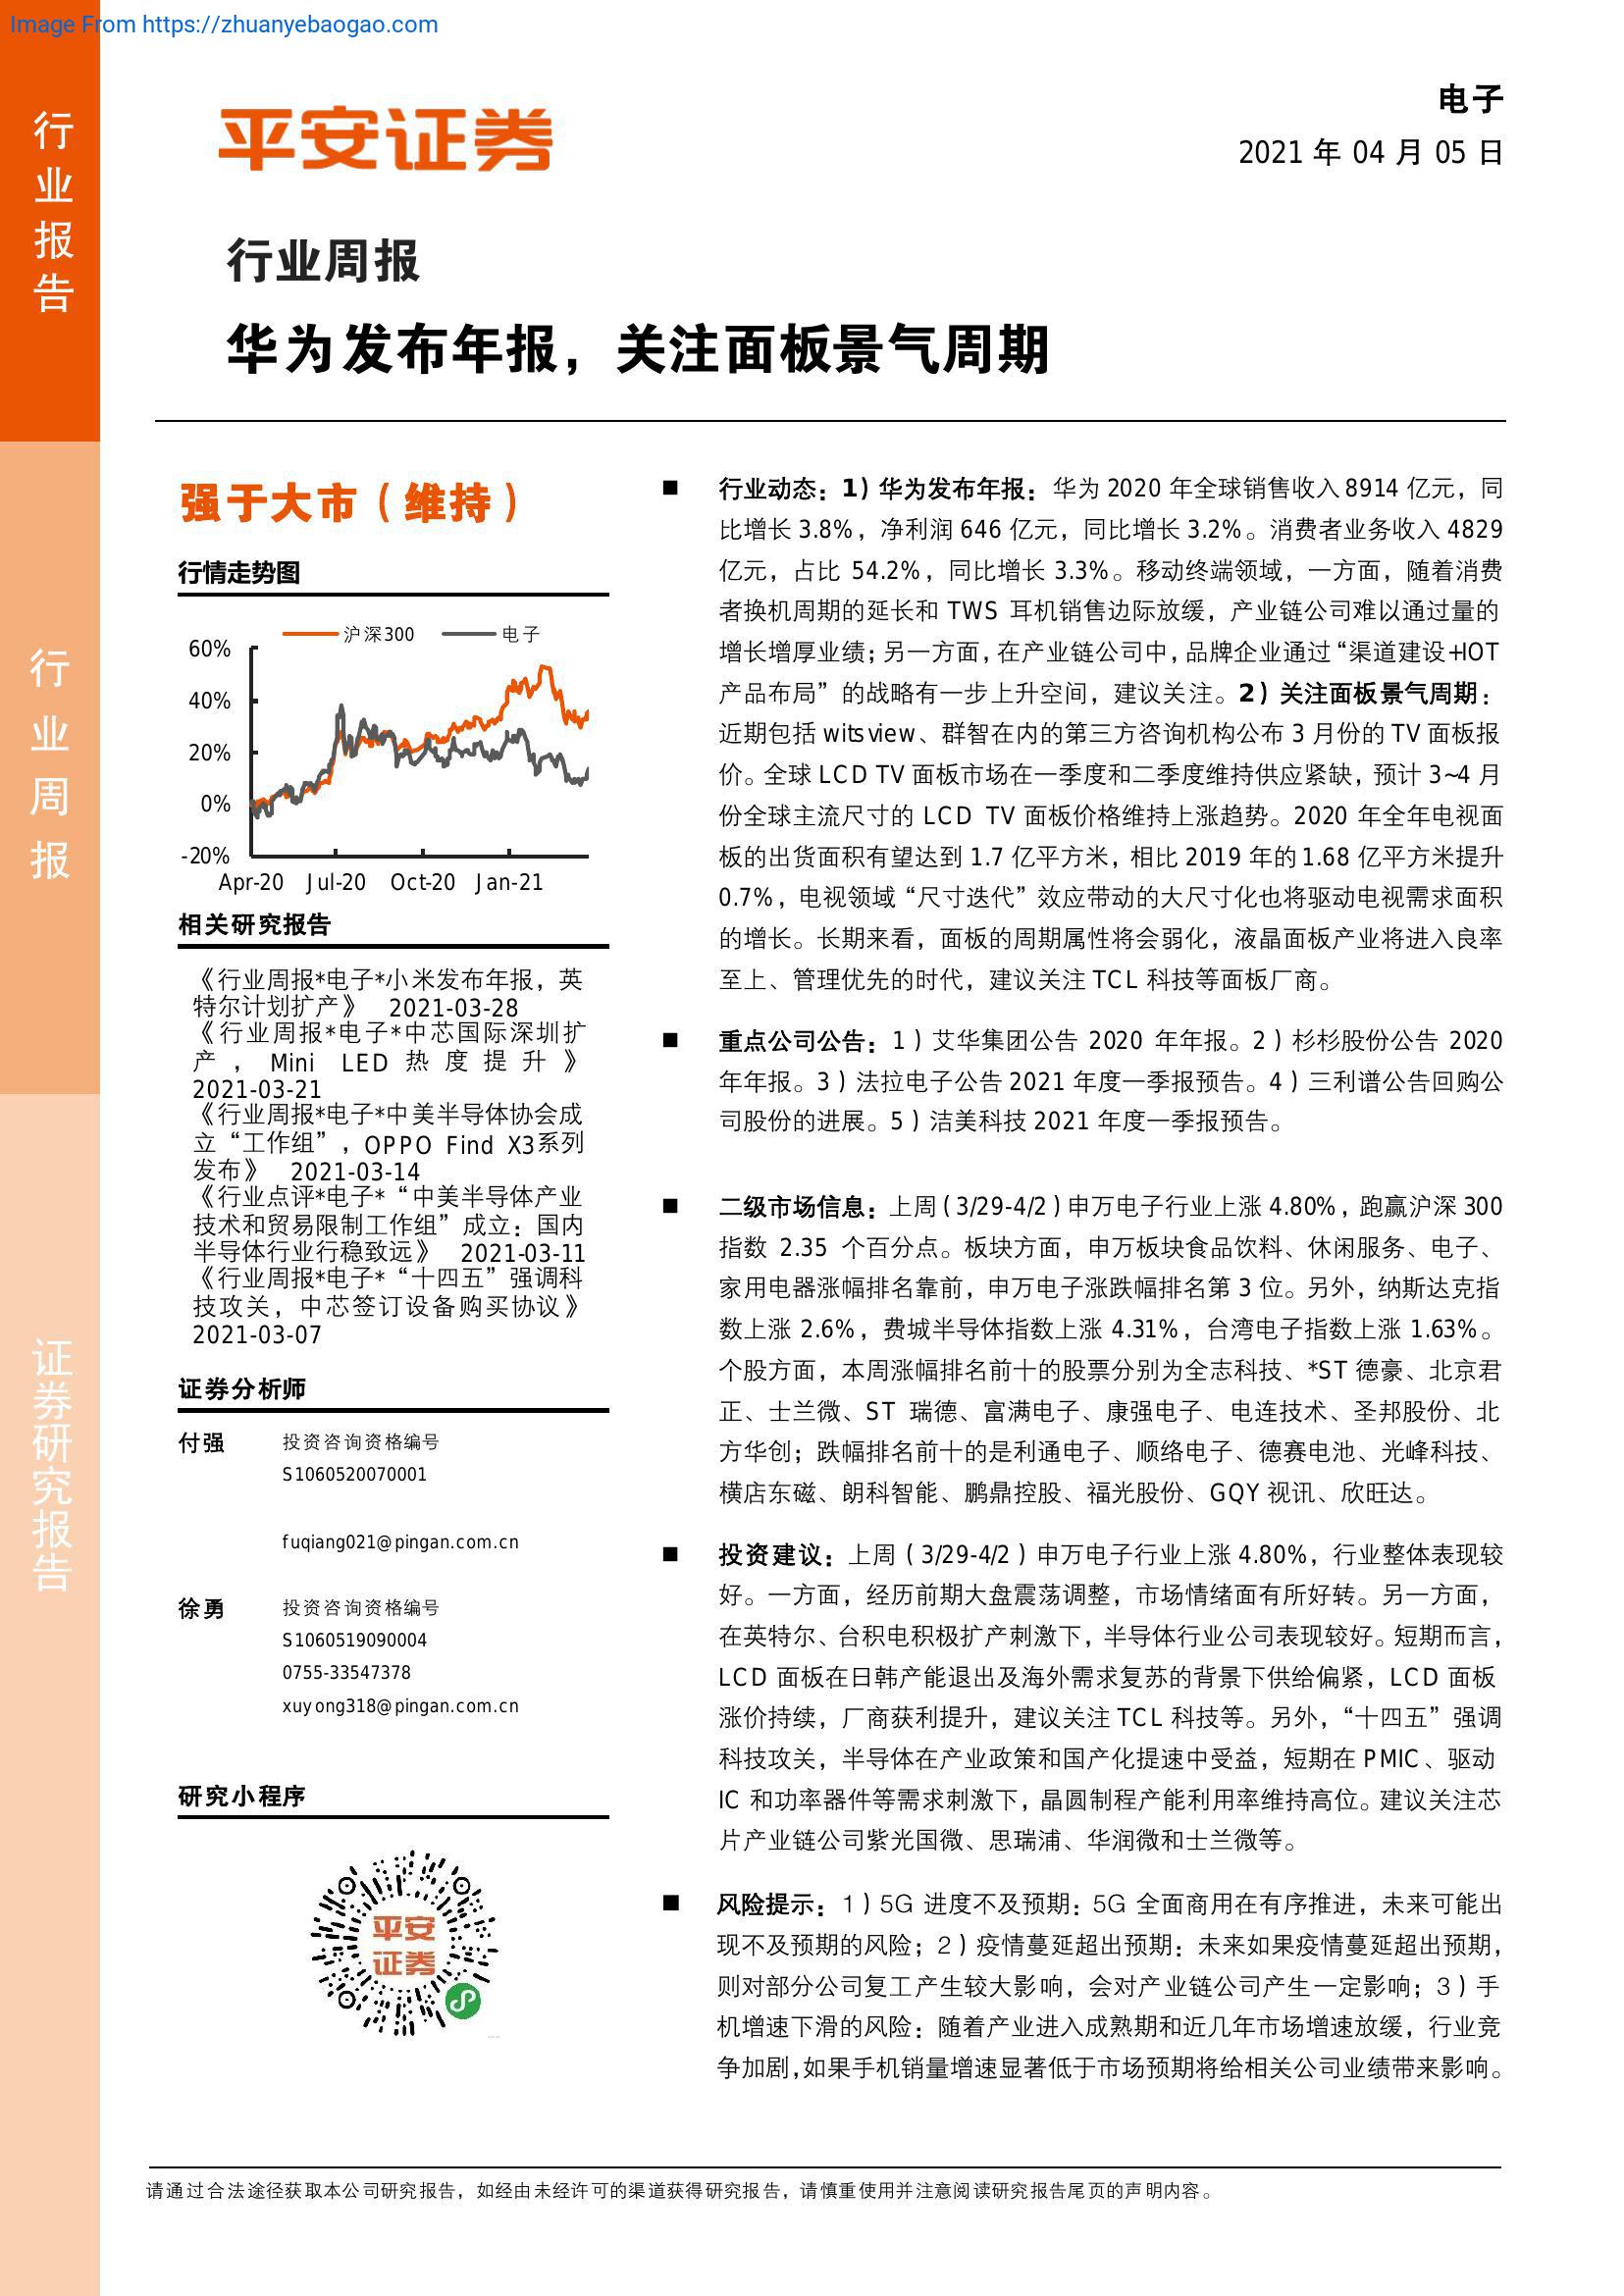 Image From https://zhuanyebaogao.com
行业报告
行业周报
证券研究报告
平安证券
电子
2021 年 04 月 05 日
行业周报
华为发布年报，关注面板景气周期
强于大市（维持）
行情走势图
沪深300 电子
60%
40%
20%
0%
-20%
Apr-20 Jul-20 Oct-20 Jan-21
相关研究报告
《行业周报*电子*小米发布年报，英
特尔计划扩产》 2021-03-28
《行业周报*电子*中芯国际深圳扩
产，Mini LED 热度提升》
2021-03-21
《行业周报*电子*中美半导体协会成
立“工作组”，OPPO Find X3系列
发布》 2021-03-14
《行业点评*电子*“中美半导体产业
技术和贸易限制工作组”成立：国内
半导体行业行稳致远》 2021-03-11
《行业周报*电子*“十四五”强调科
技攻关，中芯签订设备购买协议》
2021-03-07
证券分析师
付强 投资咨询资格编号
S1060520070001
fuqiang021@pingan.com.cn
徐勇 投资咨询资格编号
S1060519090004
0755-33547378
xuyong318@pingan.com.cn
研究小程序
平安
证券
■ 行业动态：1）华为发布年报：华为 2020 年全球销售收入 8914 亿元，同
比增长 3.8%，净利润 646 亿元，同比增长 3.2%。消费者业务收入 4829
亿元，占比 54.2%，同比增长 3.3%。移动终端领域，一方面，随着消费
者换机周期的延长和 TWS 耳机销售边际放缓，产业链公司难以通过量的
增长增厚业绩；另一方面，在产业链公司中，品牌企业通过“渠道建设+IOT
产品布局”的战略有一步上升空间，建议关注。2）关注面板景气周期：
近期包括 witsview、群智在内的第三方咨询机构公布 3 月份的 TV 面板报
价。全球 LCD TV 面板市场在一季度和二季度维持供应紧缺，预计 3~4 月
份全球主流尺寸的 LCD TV 面板价格维持上涨趋势。2020 年全年电视面
板的出货面积有望达到 1.7 亿平方米，相比 2019 年的 1.68 亿平方米提升
0.7%，电视领域“尺寸迭代”效应带动的大尺寸化也将驱动电视需求面积
的增长。长期来看，面板的周期属性将会弱化，液晶面板产业将进入良率
至上、管理优先的时代，建议关注 TCL 科技等面板厂商。
■ 重点公司公告：1）艾华集团公告 2020 年年报。2）杉杉股份公告 2020
年年报。3）法拉电子公告 2021 年度一季报预告。4）三利谱公告回购公
司股份的进展。5）洁美科技 2021 年度一季报预告。
■ 二级市场信息：上周（3/29-4/2）申万电子行业上涨 4.80%，跑赢沪深 300
指数 2.35 个百分点。板块方面，申万板块食品饮料、休闲服务、电子、
家用电器涨幅排名靠前，申万电子涨跌幅排名第 3 位。另外，纳斯达克指
数上涨 2.6%，费城半导体指数上涨 4.31%，台湾电子指数上涨 1.63%。
个股方面，本周涨幅排名前十的股票分别为全志科技、*ST 德豪、北京君
正、士兰微、ST 瑞德、富满电子、康强电子、电连技术、圣邦股份、北
方华创；跌幅排名前十的是利通电子、顺络电子、德赛电池、光峰科技、
横店东磁、朗科智能、鹏鼎控股、福光股份、GQY 视讯、欣旺达。
■ 投资建议：上周（3/29-4/2）申万电子行业上涨 4.80%，行业整体表现较
好。一方面，经历前期大盘震荡调整，市场情绪面有所好转。另一方面，
在英特尔、台积电积极扩产刺激下，半导体行业公司表现较好。短期而言，
LCD 面板在日韩产能退出及海外需求复苏的背景下供给偏紧，LCD 面板
涨价持续，厂商获利提升，建议关注 TCL 科技等。另外，“十四五”强调
科技攻关，半导体在产业政策和国产化提速中受益，短期在 PMIC、驱动
IC 和功率器件等需求刺激下，晶圆制程产能利用率维持高位。建议关注芯
片产业链公司紫光国微、思瑞浦、华润微和士兰微等。
■ 风险提示：1）5G 进度不及预期：5G 全面商用在有序推进，未来可能出
现不及预期的风险；2）疫情蔓延超出预期：未来如果疫情蔓延超出预期，
则对部分公司复工产生较大影响，会对产业链公司产生一定影响；3）手
机增速下滑的风险：随着产业进入成熟期和近几年市场增速放缓，行业竞
争加剧，如果手机销量增速显著低于市场预期将给相关公司业绩带来影响。
请通过合法途径获取本公司研究报告，如经由未经许可的渠道获得研究报告，请慎重使用并注意阅读研究报告尾页的声明内容。